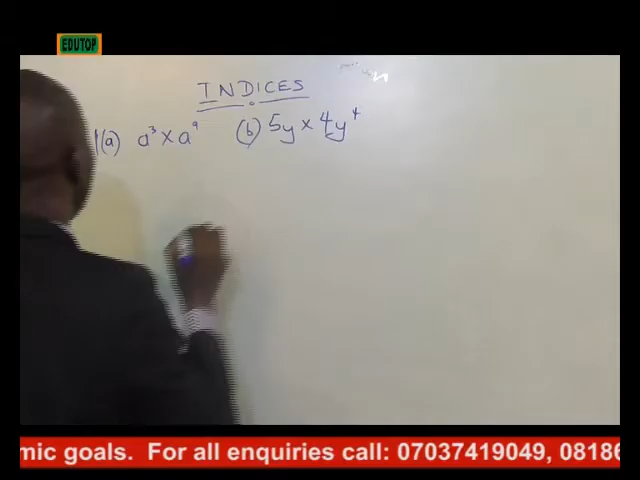 EDUTOP
INDICES
1(a) a³ × a⁹ (b) 5y × 4y⁴
mic goals. For all enquiries call: 07037419049, 08186